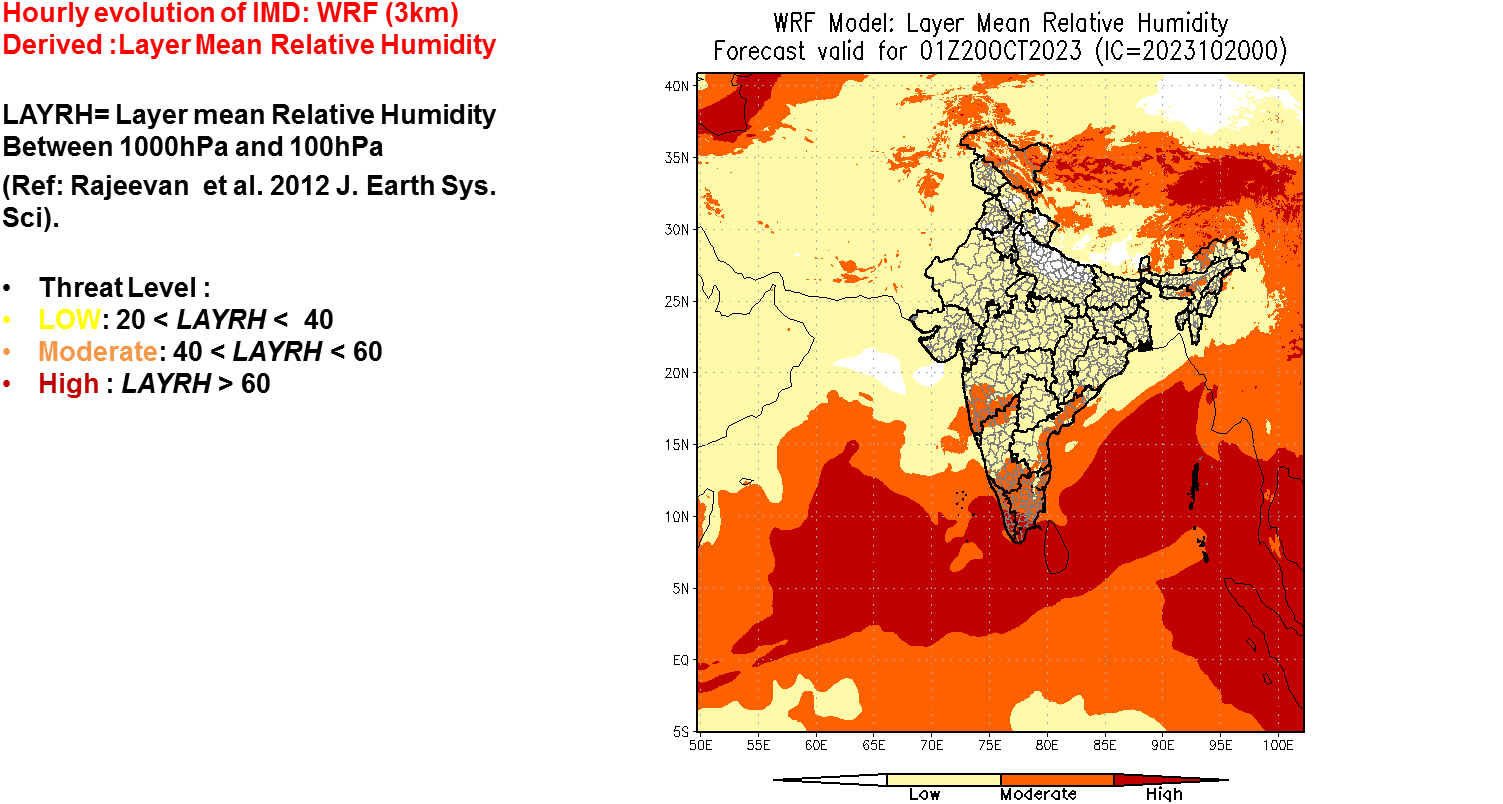 Hourly evolution of IMD: WRF (3km)
Derived :Layer Mean Relative Humidity
LAYRH= Layer mean Relative Humidity
Between 1000hPa and 100hPa
(Ref: Rajeevan et al. 2012 J. Earth Sys.
Sci).
• Threat Level :
• LOW: 20 < LAYRH < 40
• Moderate: 40 < LAYRH < 60
• High : LAYRH > 60
WRF Model: Layer Mean Relative Humidity
Forecast valid for 01Z20OCT2023 (IC=2023102000)
40N
35N
30N
25N
20N
15N
10N
5N
EQ
5S
50E 55E 60E 65E 70E 75E 80E 85E 90E 95E 100E
Low Moderate High